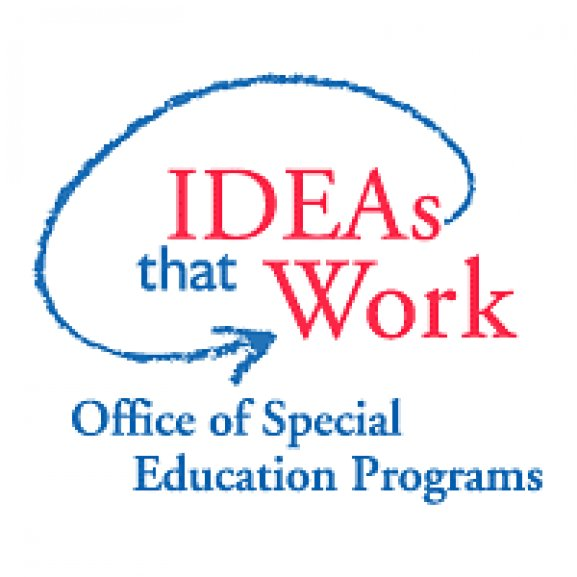 IDEAs
that Work
Office of Special
Education Programs